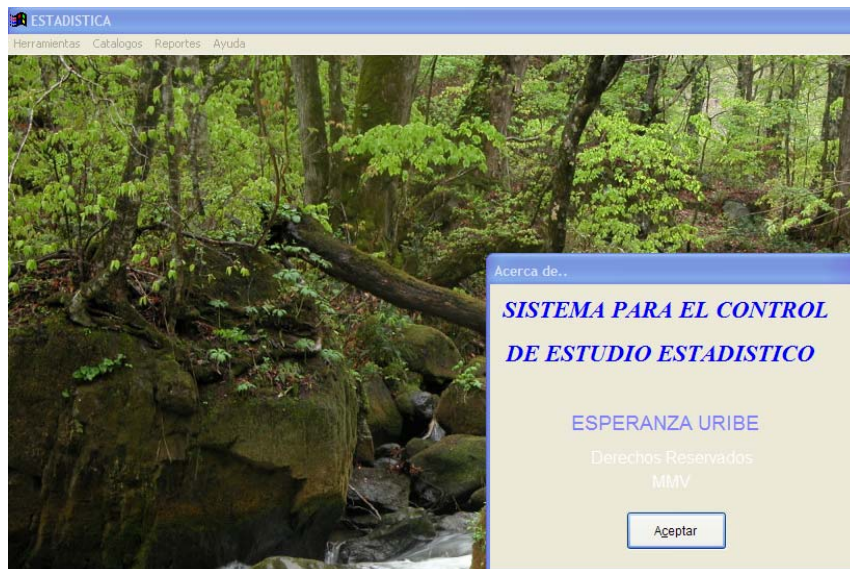 ESTADISTICA
Herramientas Catalogos Reportes Ayuda
Acerca de..
SISTEMA PARA EL CONTROL
DE ESTUDIO ESTADISTICO
ESPERANZA URIBE
Derechos Reservados
MMV
Aceptar